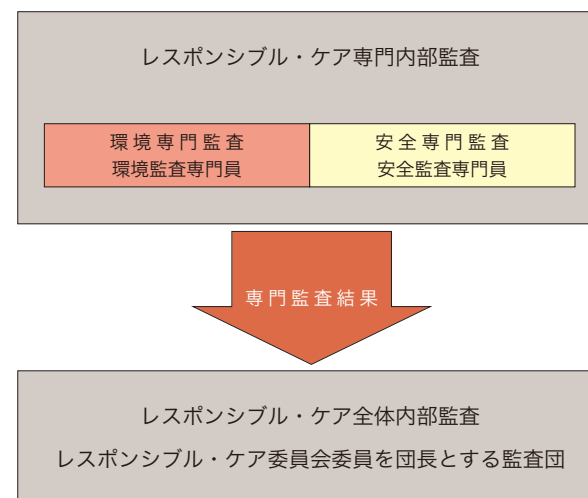 レスポンシブル・ケア専門内部監査
環境専門監査
環境監査専門員
安全専門監査
安全監査専門員
専門監査結果
レスポンシブル・ケア全体内部監査
レスポンシブル・ケア委員会委員を団長とする監査団